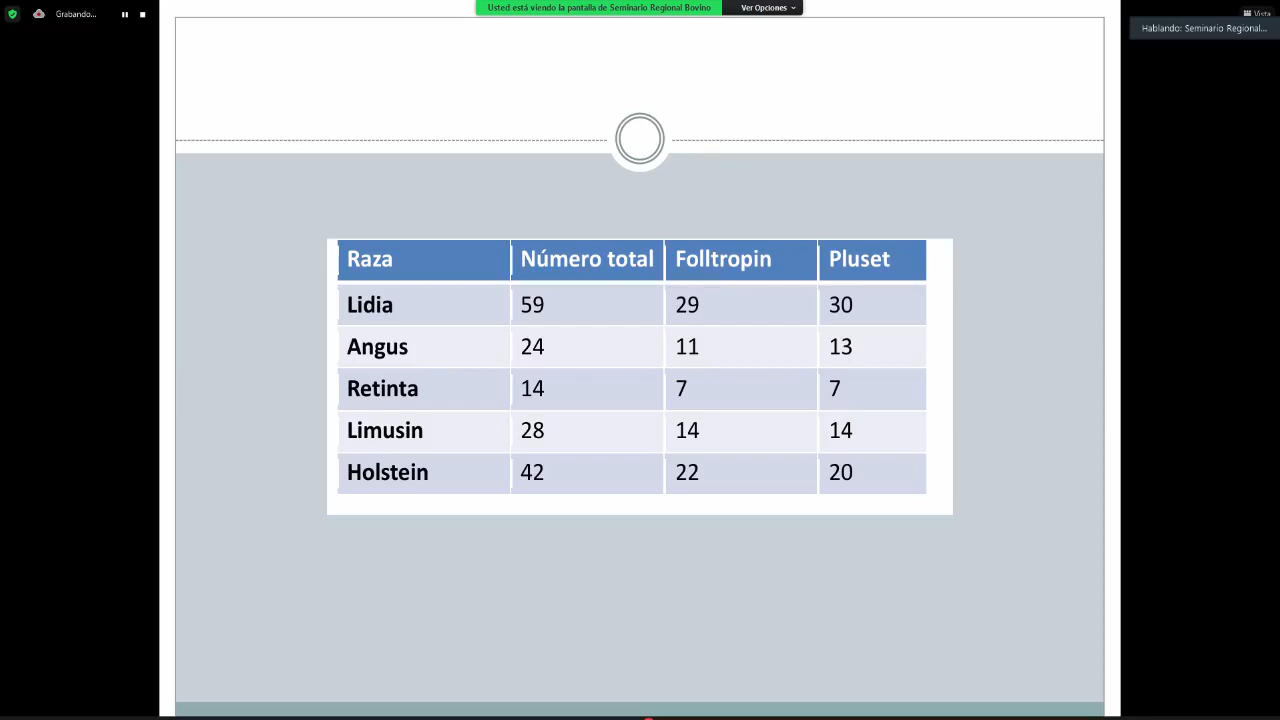 Grabando...
Usted está viendo la pantalla de Seminario Regional Bovino
Ver Opciones
Vista
Hablando: Seminario Regional...
Raza Número total Folltropin Pluset
Lidia 59 29 30
Angus 24 11 13
Retinta 14 7 7
Limusin 28 14 14
Holstein 42 22 20